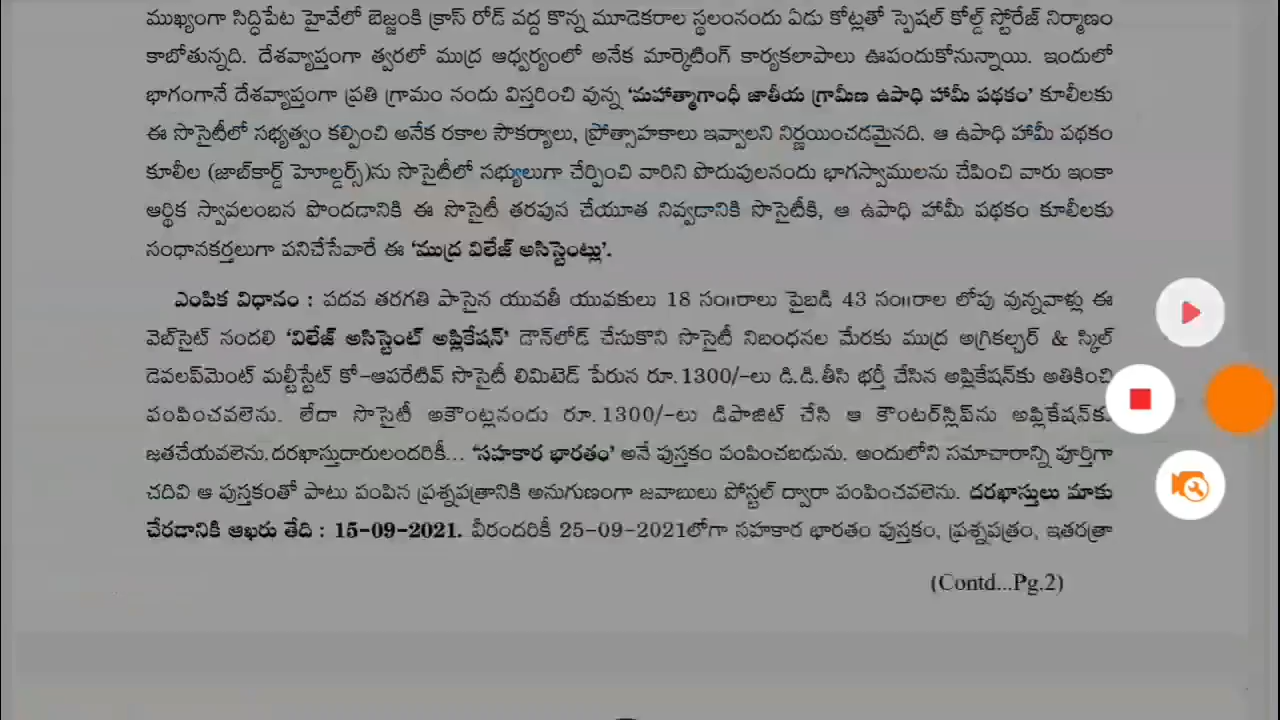 ముఖ్యంగా సిద్ధిపేట హైవేలో బెజ్జంకి క్రాస్ రోడ్ వద్ద కొన్న మూడెకరాల స్థలంనందు ఏడు కోట్లతో స్పెషల్ కోల్డ్ స్టోరేజ్ నిర్మాణం
కాబోతున్నది. దేశవ్యాప్తంగా త్వరలో ముద్ర ఆధ్వర్యంలో అనేక మార్కెటింగ్ కార్యకలాపాలు ఊపందుకోనున్నాయి. ఇందులో
భాగంగానే దేశవ్యాప్తంగా ప్రతి గ్రామం నందు విస్తరించి వున్న 'మహాత్మాగాంధీ జాతీయ గ్రామీణ ఉపాధి హామీ పథకం' కూలీలకు
ఈ సొసైటీలో సభ్యత్వం కల్పించి అనేక రకాల సౌకర్యాలు, ప్రోత్సాహకాలు ఇవ్వాలని నిర్ణయించడమైనది. ఆ ఉపాధి హామీ పథకం
కూలీల (జాబ్‌కార్డ్ హెూల్డర్స్)ను సొసైటీలో సభ్యులుగా చేర్పించి వారిని పొదుపులనందు భాగస్వాములను చేపించి వారు ఇంకా
ఆర్థిక స్వావలంబన పొందడానికి ఈ సొసైటీ తరపున చేయూత నివ్వడానికి సొసైటీకి, ఆ ఉపాధి హామీ పథకం కూలీలకు
సంధానకర్తలుగా పనిచేసేవారే ఈ 'ముద్ర విలేజ్ అసిస్టెంట్లు'.
ఎంపిక విధానం : పదవ తరగతి పాసైన యువతీ యువకులు 18 సం॥రాలు పైబడి 43 సం॥రాల లోపు వున్నవాళ్లు ఈ
వెబ్‌సైట్ నందలి 'విలేజ్ అసిస్టెంట్ అప్లికేషన్' డౌన్‌లోడ్ చేసుకొని సొసైటీ నిబంధనల మేరకు ముద్ర అగ్రికల్చర్ & స్కిల్
డెవలప్‌మెంట్ మల్టీస్టేట్ కో-ఆపరేటివ్ సొసైటీ లిమిటెడ్ పేరున రూ.1300/-లు డి.డి.తీసి భర్తీ చేసిన అప్లికేషన్‌కు అతికించి
పంపించవలెను. లేదా సొసైటీ అకౌంట్లనందు రూ.1300/-లు డిపాజిట్ చేసి ఆ కౌంటర్‌స్లిప్‌ను అప్లికేషన్‌కు
జతచేయవలెను.దరఖాస్తుదారులందరికీ... 'సహకార భారతం' అనే పుస్తకం పంపించబడును. అందులోని సమాచారాన్ని పూర్తిగా
చదివి ఆ పుస్తకంతో పాటు పంపిన ప్రశ్నపత్రానికి అనుగుణంగా జవాబులు పోస్టల్ ద్వారా పంపించవలెను. దరఖాస్తులు మాకు
చేరడానికి ఆఖరు తేది : 15-09-2021. వీరందరికీ 25-09-2021లోగా సహకార భారతం పుస్తకం, ప్రశ్నపత్రం, ఇతరత్రా
(Contd...Pg.2)